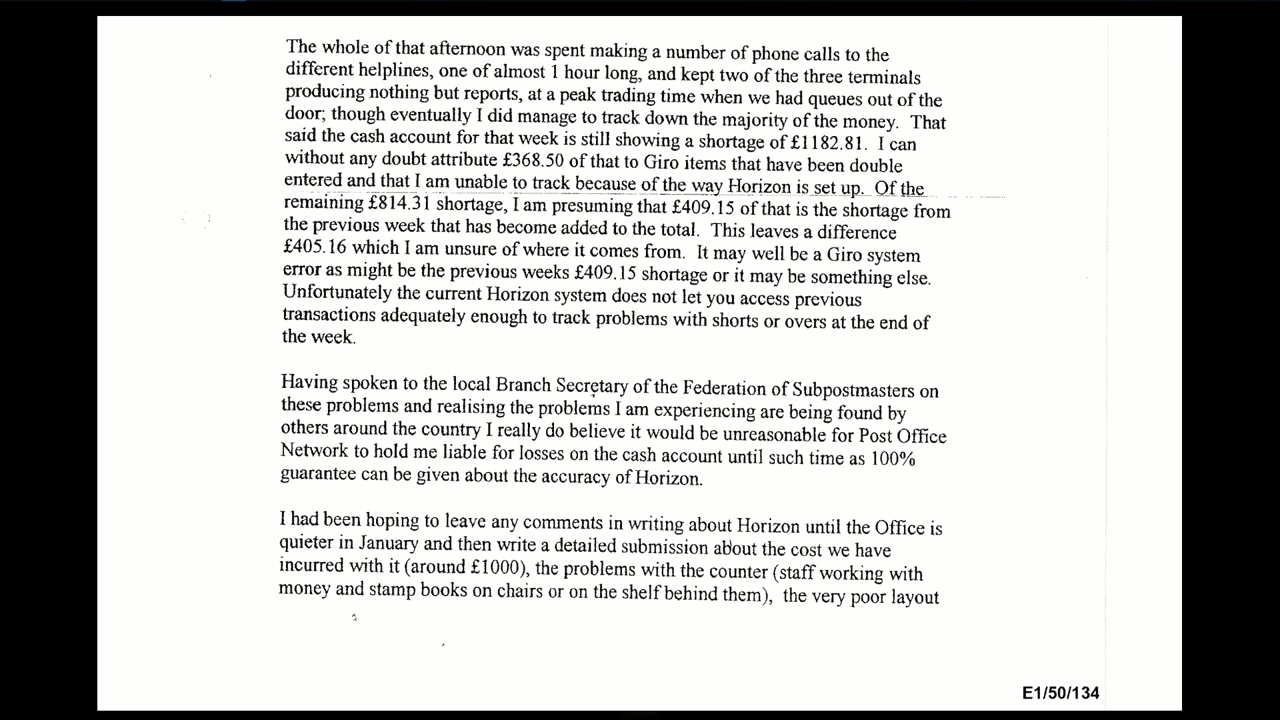 The whole of that afternoon was spent making a number of phone calls to the
different helplines, one of almost 1 hour long, and kept two of the three terminals
producing nothing but reports, at a peak trading time when we had queues out of the
door; though eventually I did manage to track down the majority of the money.  That
said the cash account for that week is still showing a shortage of £1182.81.  I can
without any doubt attribute £368.50 of that to Giro items that have been double
entered and that I am unable to track because of the way Horizon is set up.  Of the
remaining £814.31 shortage, I am presuming that £409.15 of that is the shortage from
the previous week that has become added to the total.  This leaves a difference
£405.16 which I am unsure of where it comes from.  It may well be a Giro system
error as might be the previous weeks £409.15 shortage or it may be something else.
Unfortunately the current Horizon system does not let you access previous
transactions adequately enough to track problems with shorts or overs at the end of
the week.
Having spoken to the local Branch Secretary of the Federation of Subpostmasters on
these problems and realising the problems I am experiencing are being found by
others around the country I really do believe it would be unreasonable for Post Office
Network to hold me liable for losses on the cash account until such time as 100%
guarantee can be given about the accuracy of Horizon.
I had been hoping to leave any comments in writing about Horizon until the Office is
quieter in January and then write a detailed submission about the cost we have
incurred with it (around £1000), the problems with the counter (staff working with
money and stamp books on chairs or on the shelf behind them),  the very poor layout
E1/50/134